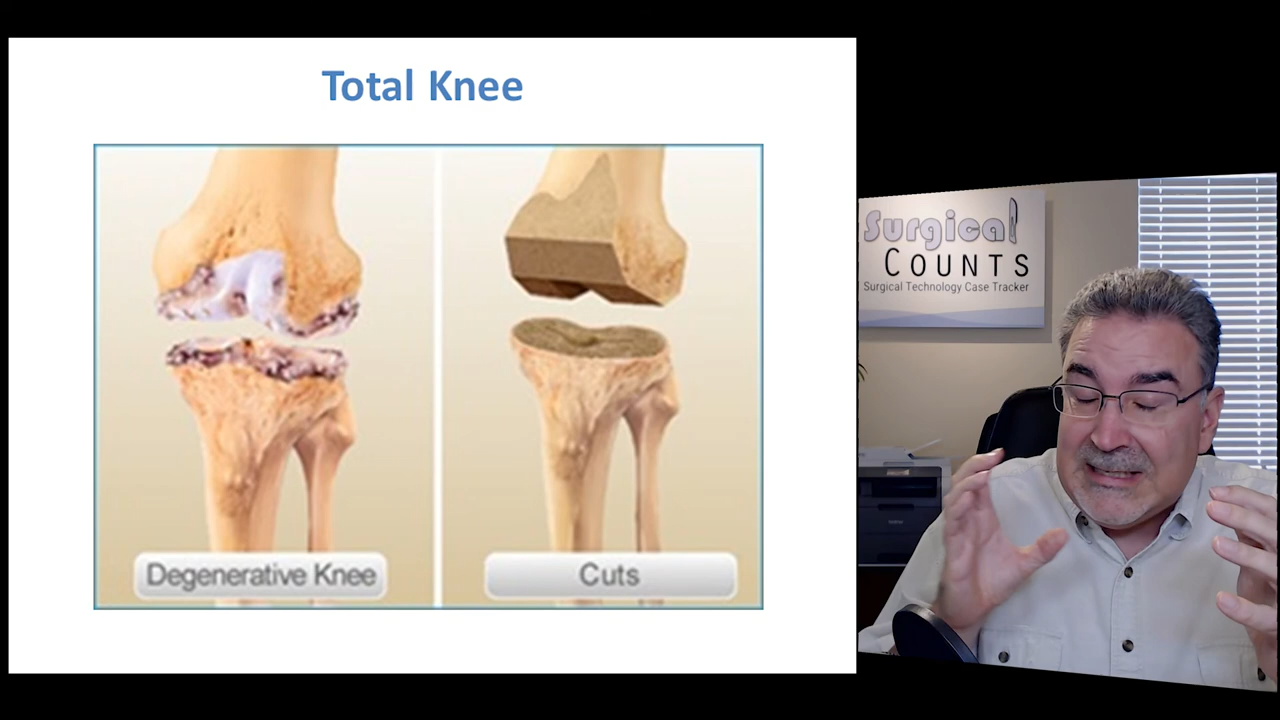 Total Knee
Degenerative Knee
Cuts
Surgical
COUNTS
Surgical Technology Case Tracker